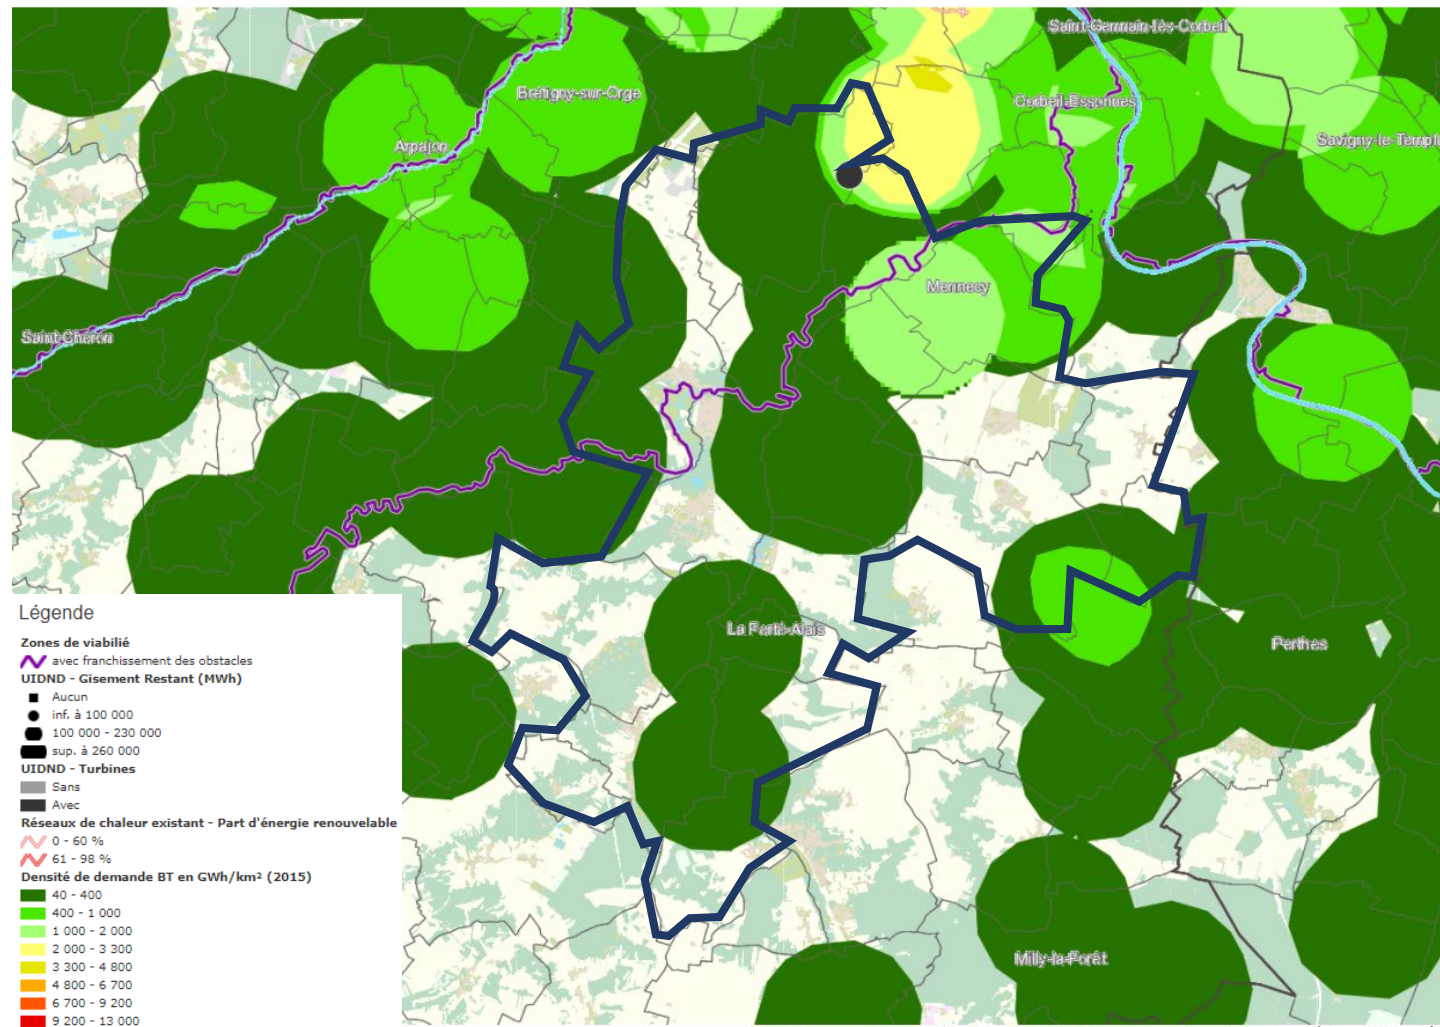 Saint-Germain-lès-Corbeil
Brétigny-sur-Orge
Corbeil-Essonnes
Arpajon
Savigny-le-Templ
Mennecy
Saint-Chéron
La Ferté-Alais
Perthes
Milly-la-Forêt
Légende
Zones de viabilié
avec franchissement des obstacles
UIDND - Gisement Restant (MWh)
Aucun
inf. à 100 000
100 000 - 230 000
sup. à 260 000
UIDND - Turbines
Sans
Avec
Réseaux de chaleur existant - Part d'énergie renouvelable
0 - 60 %
61 - 98 %
Densité de demande BT en GWh/km² (2015)
40 - 400
400 - 1 000
1 000 - 2 000
2 000 - 3 300
3 300 - 4 800
4 800 - 6 700
6 700 - 9 200
9 200 - 13 000